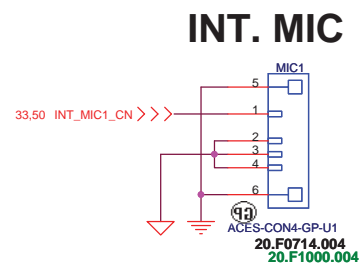 INT. MIC
MIC1
5
33,50 INT_MIC1_CN
1
2
3
4
6
GP
ACES-CON4-GP-U1
20.F0714.004
20.F1000.004